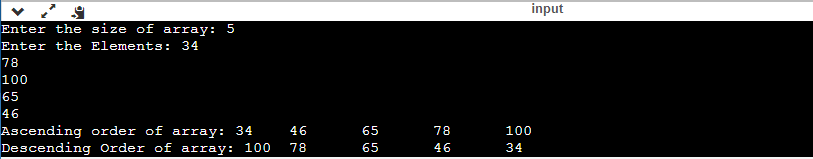 input
Enter the size of array: 5
Enter the Elements: 34
78
100
65
46
Ascending order of array: 34 46 65 78 100
Descending Order of array: 100 78 65 46 34